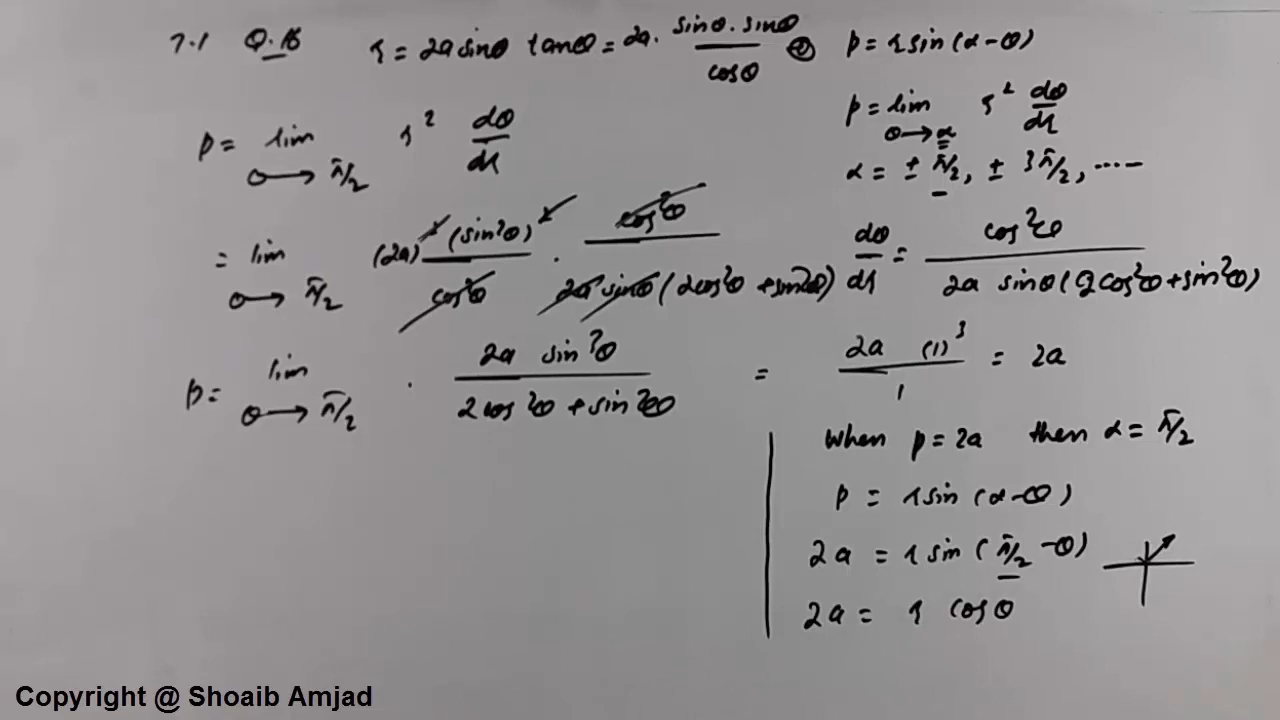 7.1 Q.18 r = 2a sinθ tanθ = 2a. sinθ. sinθ / cosθ
p = r sin(α-θ)
p = lim θ→α r² dθ/dr
α = ± π/2, ± 3π/2, .....
dθ/dr = cos²θ / 2a sinθ (2cos²θ + sin²θ)
p = lim θ→π/2 r² dθ/dr
= lim θ→π/2 (2a)² (sin²θ)² / cos²θ . cos²θ / 2a sinθ (2cos²θ + sin²θ)
p = lim θ→π/2 . 2a sin³θ / 2cos²θ + sin²θ = 2a (1)³ / 1 = 2a
When p = 2a then α = π/2
p = r sin(α-θ)
2a = r sin(π/2 -θ)
2a = r cosθ
Copyright @ Shoaib Amjad